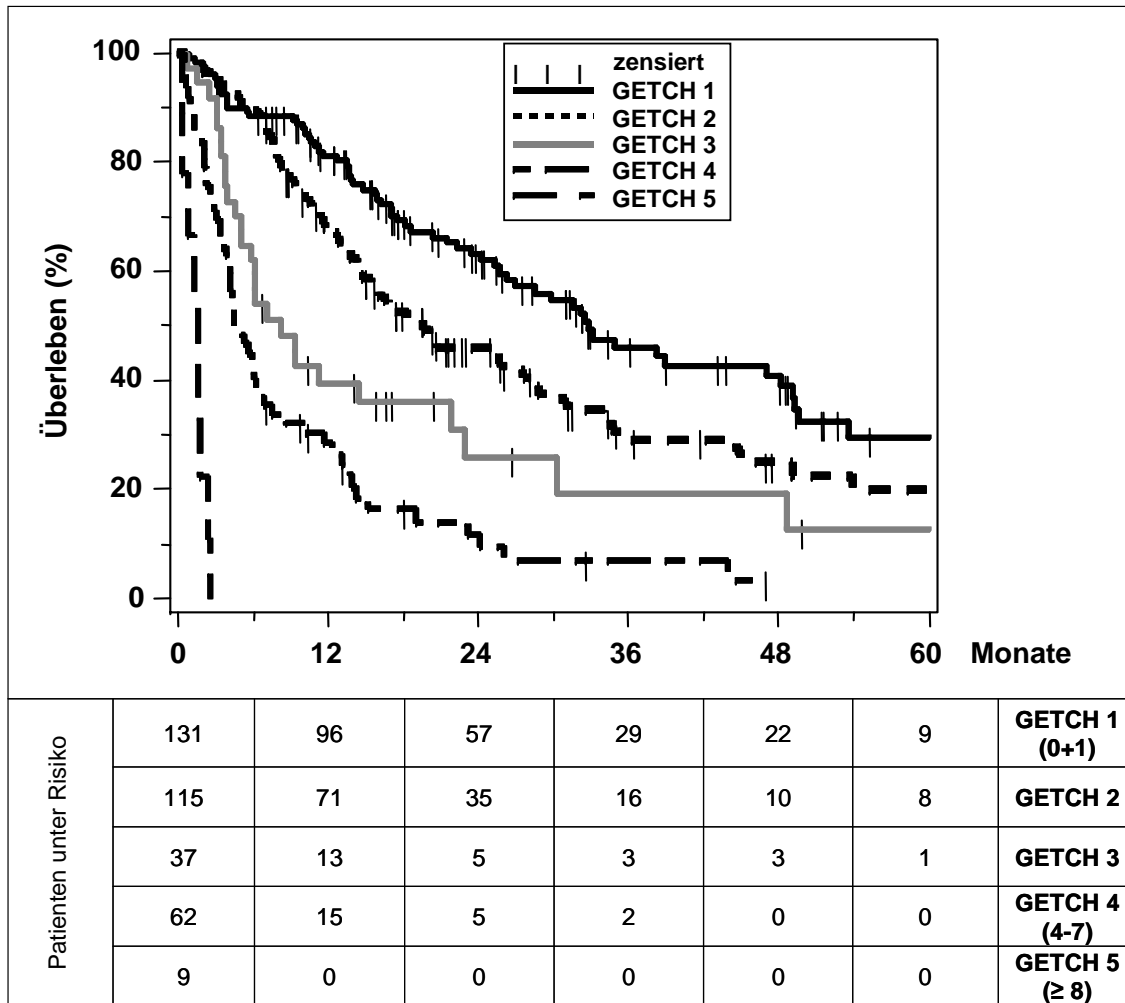 100
80
60
40
20
0
Überleben (%)
zensiert
GETCH 1
GETCH 2
GETCH 3
GETCH 4
GETCH 5
0 12 24 36 48 60 Monate
Patienten unter Risiko
131 96 57 29 22 9 GETCH 1
(0+1)
115 71 35 16 10 8 GETCH 2
37 13 5 3 3 1 GETCH 3
62 15 5 2 0 0 GETCH 4
(4-7)
9 0 0 0 0 0 GETCH 5
(≥ 8)